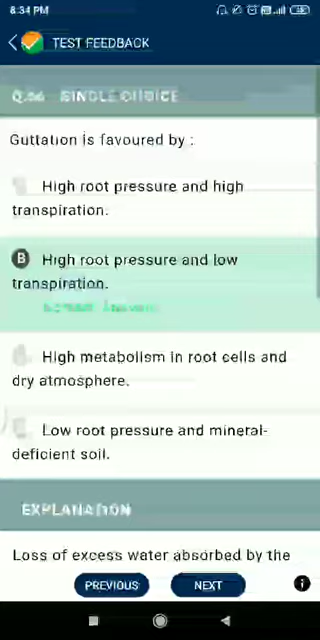 8:34 PM
TEST FEEDBACK
Q.56 SINGLE CHOICE
Guttation is favoured by :
High root pressure and high
transpiration.
B High root pressure and low
transpiration.
High metabolism in root cells and
dry atmosphere.
Low root pressure and mineral-
deficient soil.
EXPLANATION
Loss of excess water absorbed by the
PREVIOUS
NEXT